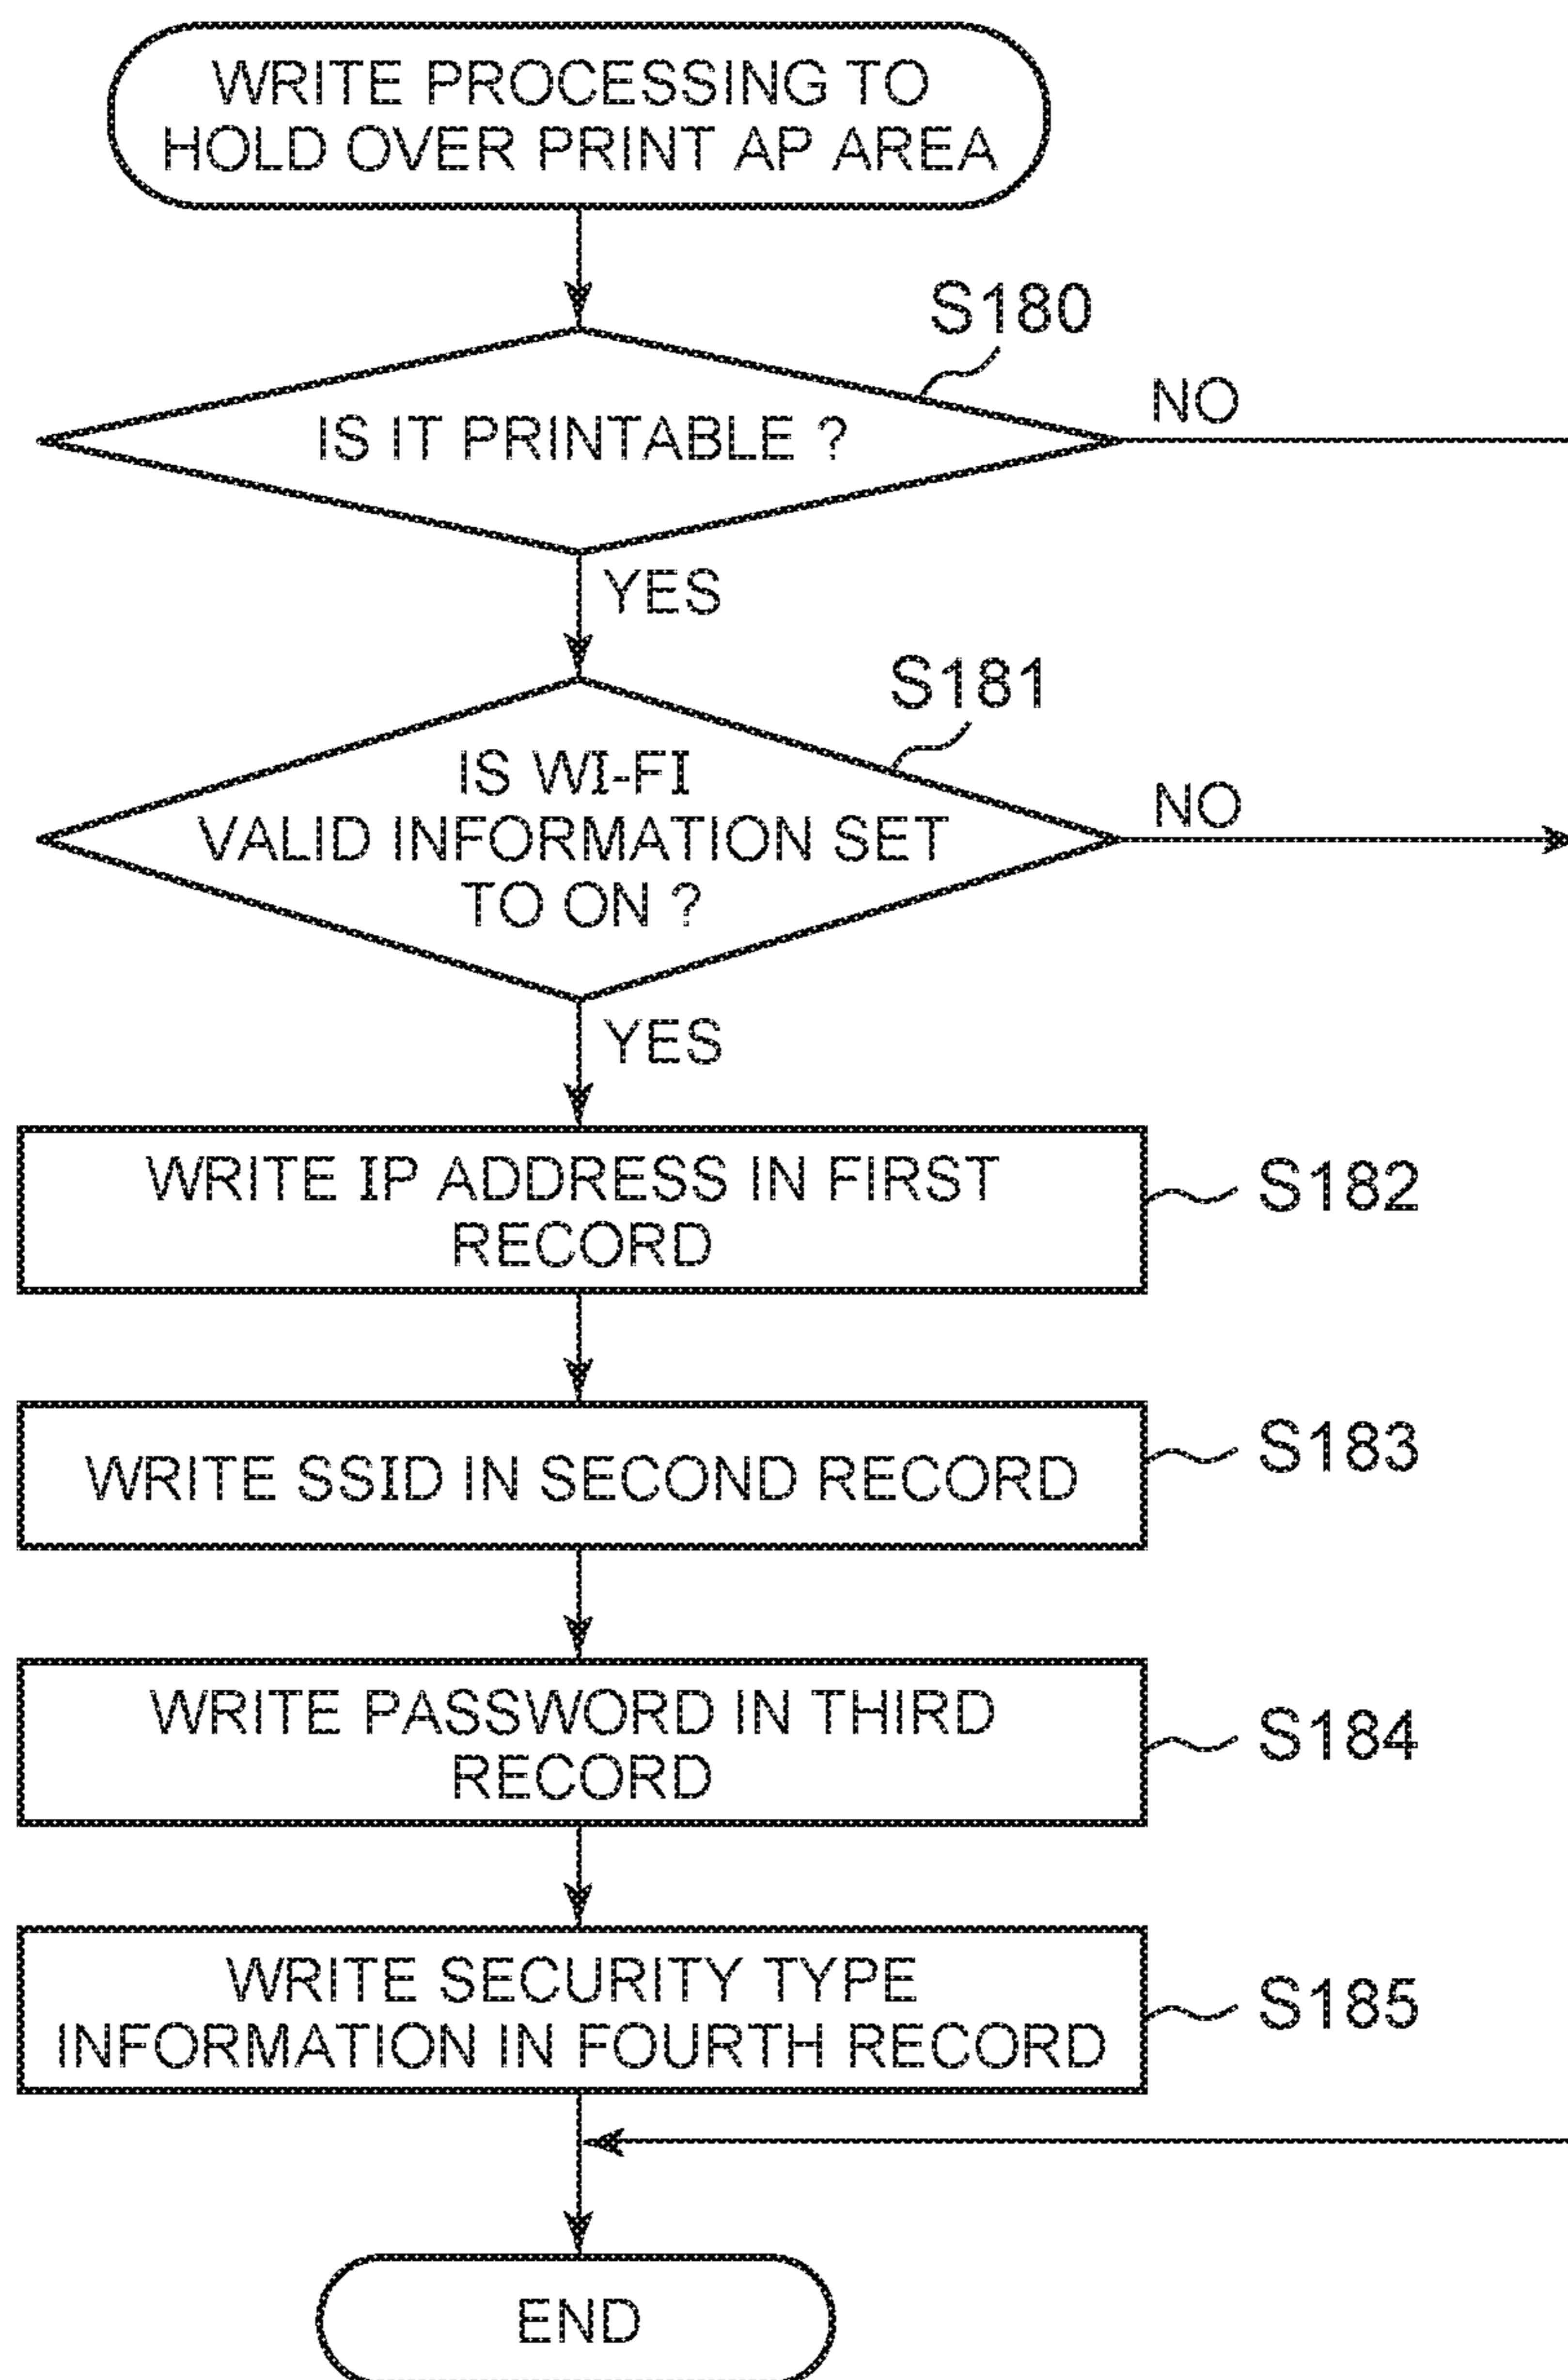 WRITE PROCESSING TO
HOLD OVER PRINT AP AREA
S180
IS IT PRINTABLE ?
NO
YES
S181
IS WI-FI
VALID INFORMATION SET
TO ON ?
NO
YES
WRITE IP ADDRESS IN FIRST
RECORD
S182
WRITE SSID IN SECOND RECORD
S183
WRITE PASSWORD IN THIRD
RECORD
S184
WRITE SECURITY TYPE
INFORMATION IN FOURTH RECORD
S185
END